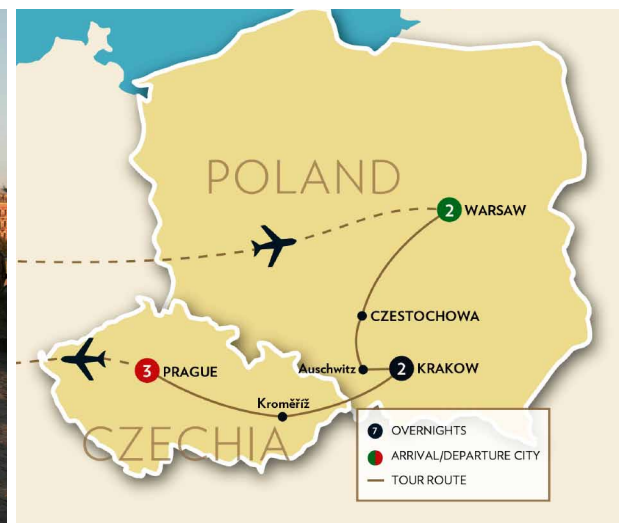 POLAND
2 WARSAW
CZESTOCHOWA
Auschwitz
2 KRAKOW
3 PRAGUE
Kroměříž
CZECHIA
7 OVERNIGHTS
ARRIVAL/DEPARTURE CITY
TOUR ROUTE